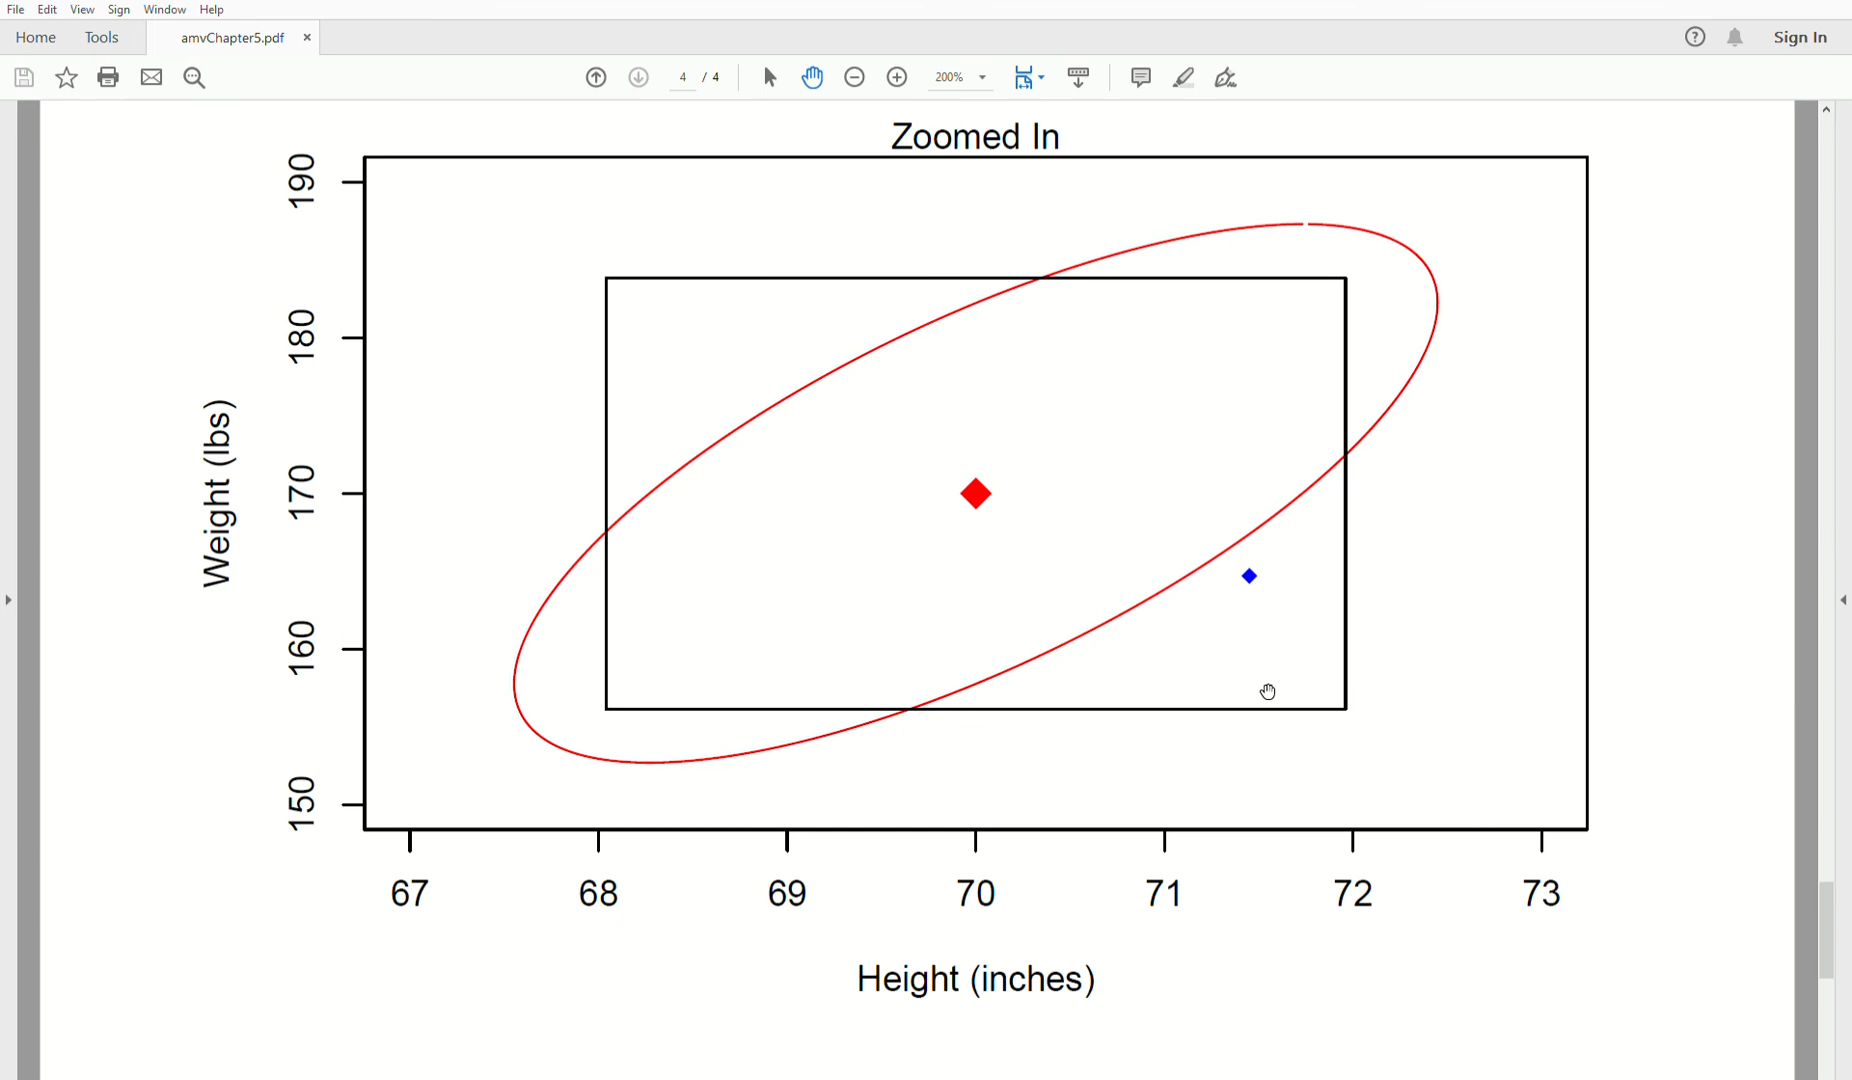 File Edit View Sign Window Help
Home Tools amvChapter5.pdf × ? Sign In
4 / 4 200%
Zoomed In
190
180
170
160
150
Weight (lbs)
67 68 69 70 71 72 73
Height (inches)